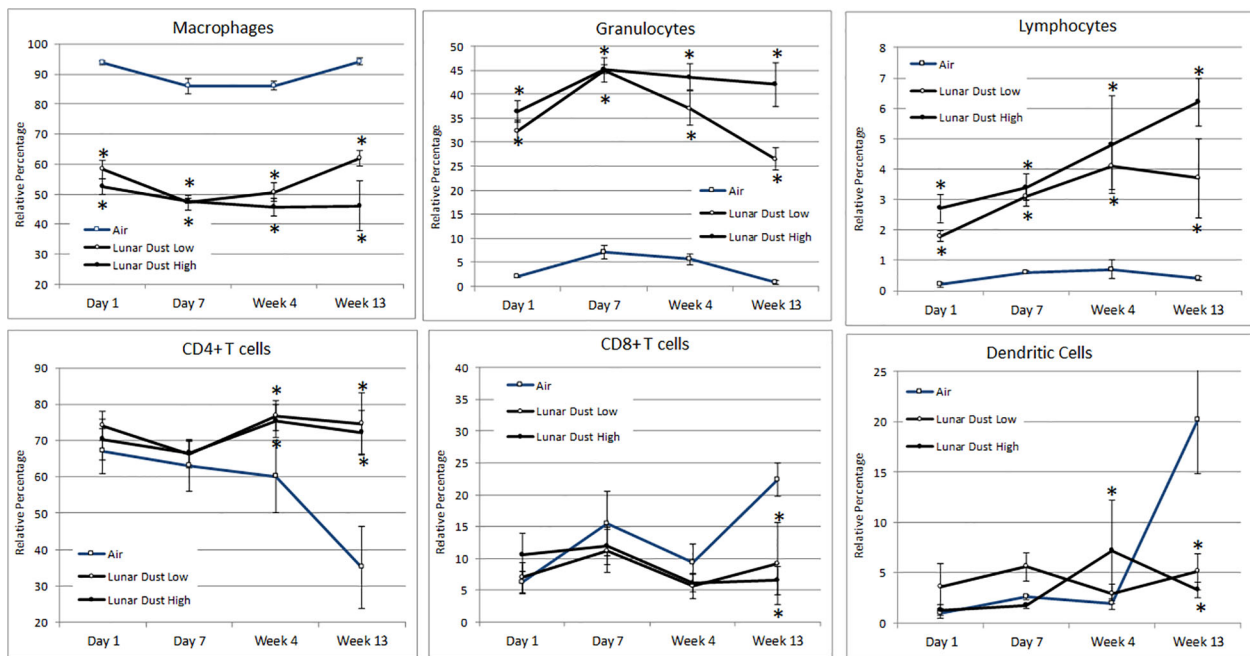 Macrophages
Relative Percentage
100
90
80
70
60
50
40
30
20
*
*
*
*
*
*
*
*
Air
Lunar Dust Low
Lunar Dust High
Day 1
Day 7
Week 4
Week 13
Granulocytes
Relative Percentage
50
45
40
35
30
25
20
15
10
5
0
*
*
*
*
*
*
*
*
Air
Lunar Dust Low
Lunar Dust High
Day 1
Day 7
Week 4
Week 13
Lymphocytes
Relative Percentage
8
7
6
5
4
3
2
1
0
Air
Lunar Dust Low
Lunar Dust High
*
*
*
*
*
*
*
*
Day 1
Day 7
Week 4
Week 13
CD4+ T cells
Relative Percentage
90
80
70
60
50
40
30
20
*
*
*
*
Air
Lunar Dust Low
Lunar Dust High
Day 1
Day 7
Week 4
Week 13
CD8+ T cells
Relative Percentage
40
35
30
25
20
15
10
5
0
Air
Lunar Dust Low
Lunar Dust High
*
*
Day 1
Day 7
Week 4
Week 13
Dendritic Cells
Relative Percentage
25
20
15
10
5
0
Air
Lunar Dust Low
Lunar Dust High
*
*
*
Day 1
Day 7
Week 4
Week 13